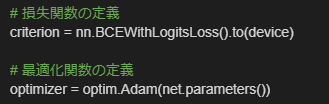 # 損失関数の定義
criterion = nn.BCEWithLogitsLoss().to(device)
# 最適化関数の定義
optimizer = optim.Adam(net.parameters())